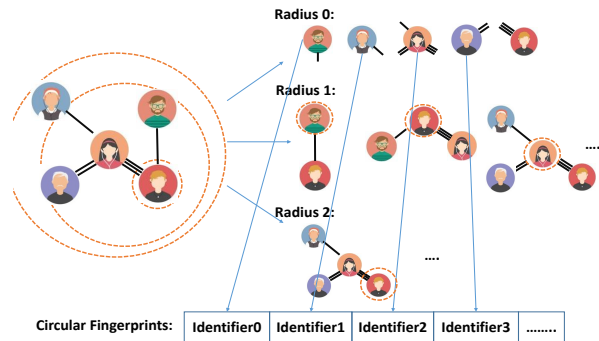 Radius 0:
Radius 1:
….
Radius 2:
….
Circular Fingerprints: Identifier0 Identifier1 Identifier2 Identifier3 ……..